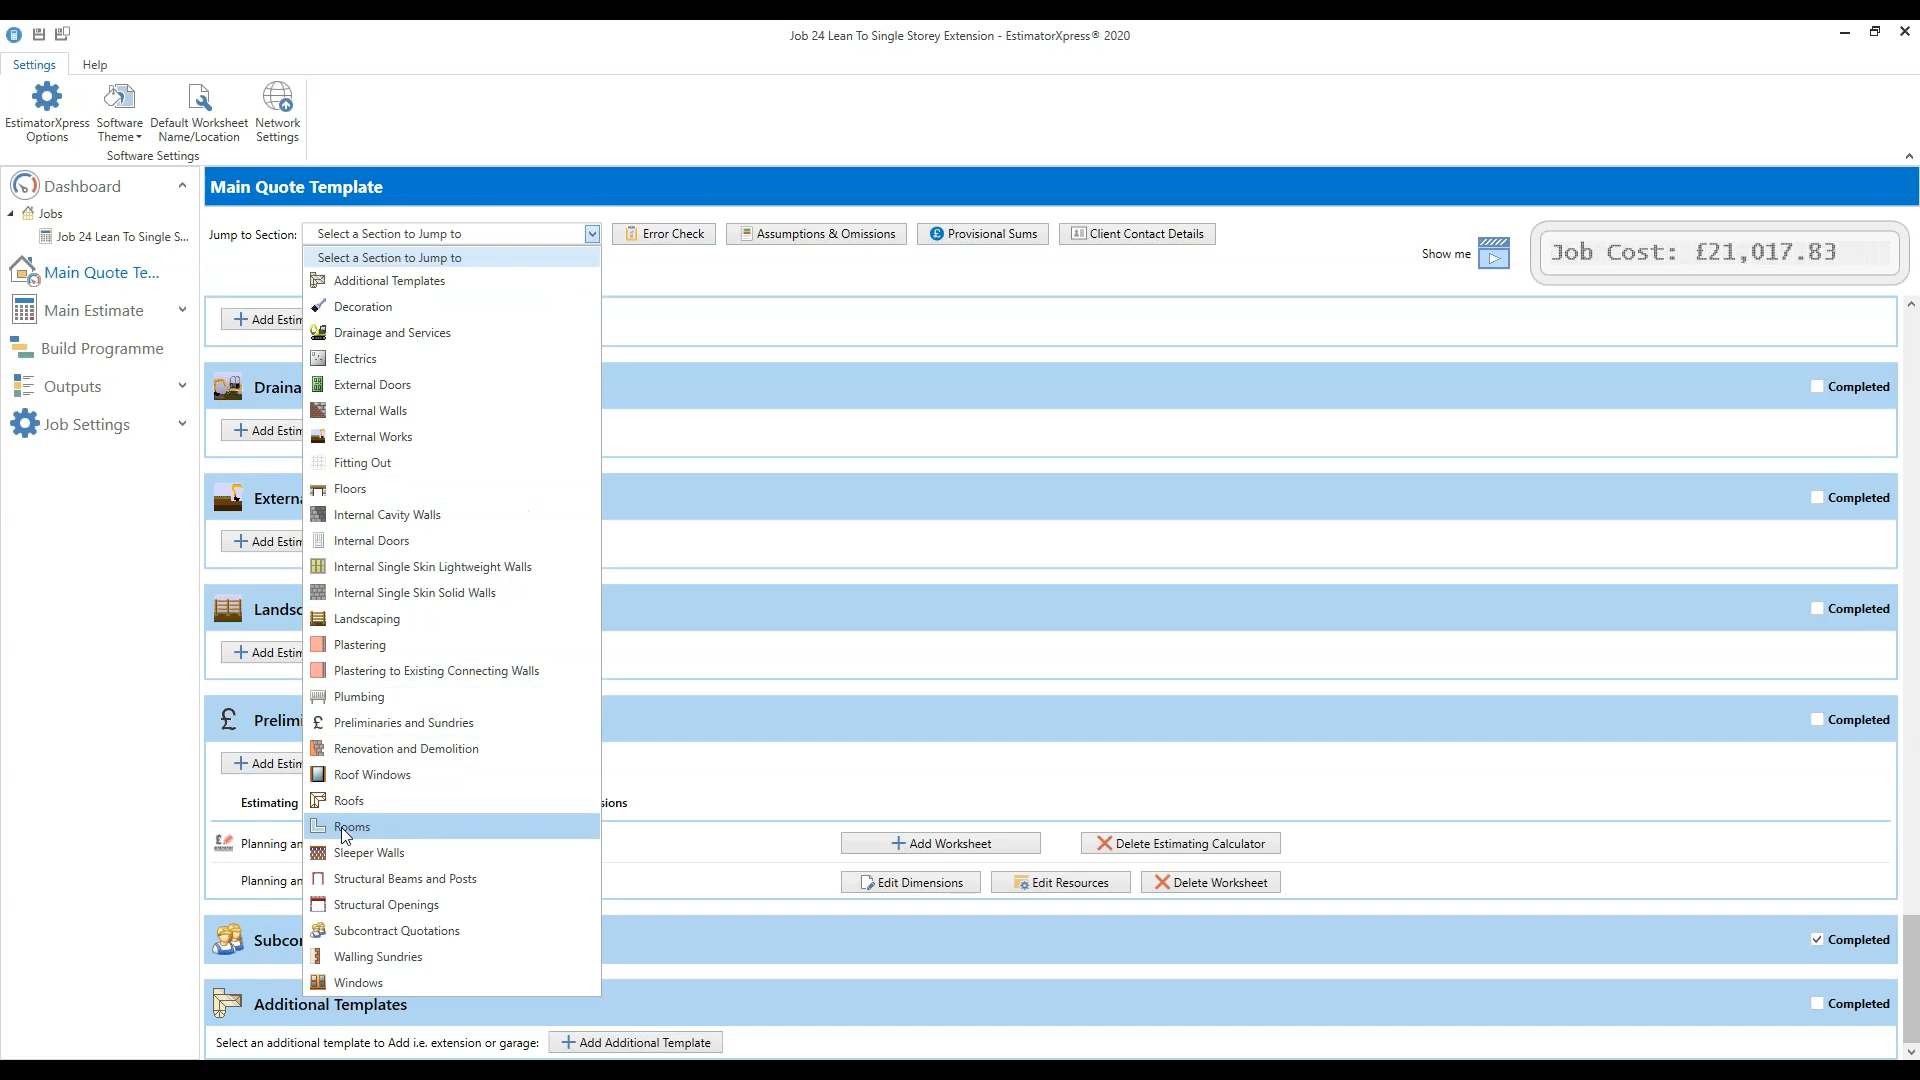 Job 24 Lean To Single Storey Extension - EstimatorXpress® 2020
Settings
Help
EstimatorXpress Options
Software Theme
Default Worksheet Name/Location
Network Settings
Software Settings
Dashboard
Jobs
Job 24 Lean To Single S...
Main Quote Te...
Main Estimate
Build Programme
Outputs
Job Settings
Main Quote Template
Jump to Section:
Select a Section to Jump to
Error Check
Assumptions & Omissions
Provisional Sums
Client Contact Details
Show me
Job Cost: £21,017.83
Select a Section to Jump to
Additional Templates
Decoration
Drainage and Services
Electrics
External Doors
External Walls
External Works
Fitting Out
Floors
Internal Cavity Walls
Internal Doors
Internal Single Skin Lightweight Walls
Internal Single Skin Solid Walls
Landscaping
Plastering
Plastering to Existing Connecting Walls
Plumbing
Preliminaries and Sundries
Renovation and Demolition
Roof Windows
Roofs
Rooms
Sleeper Walls
Structural Beams and Posts
Structural Openings
Subcontract Quotations
Walling Sundries
Windows
Add Estim
Draina
Completed
Add Estim
Externa
Completed
Add Estim
Landsc
Completed
Add Estim
£ Prelimi
Completed
Add Estim
Estimating
sions
Planning an
Add Worksheet
Delete Estimating Calculator
Planning an
Edit Dimensions
Edit Resources
Delete Worksheet
Subcon
Completed
Additional Templates
Completed
Select an additional template to Add i.e. extension or garage:
Add Additional Template